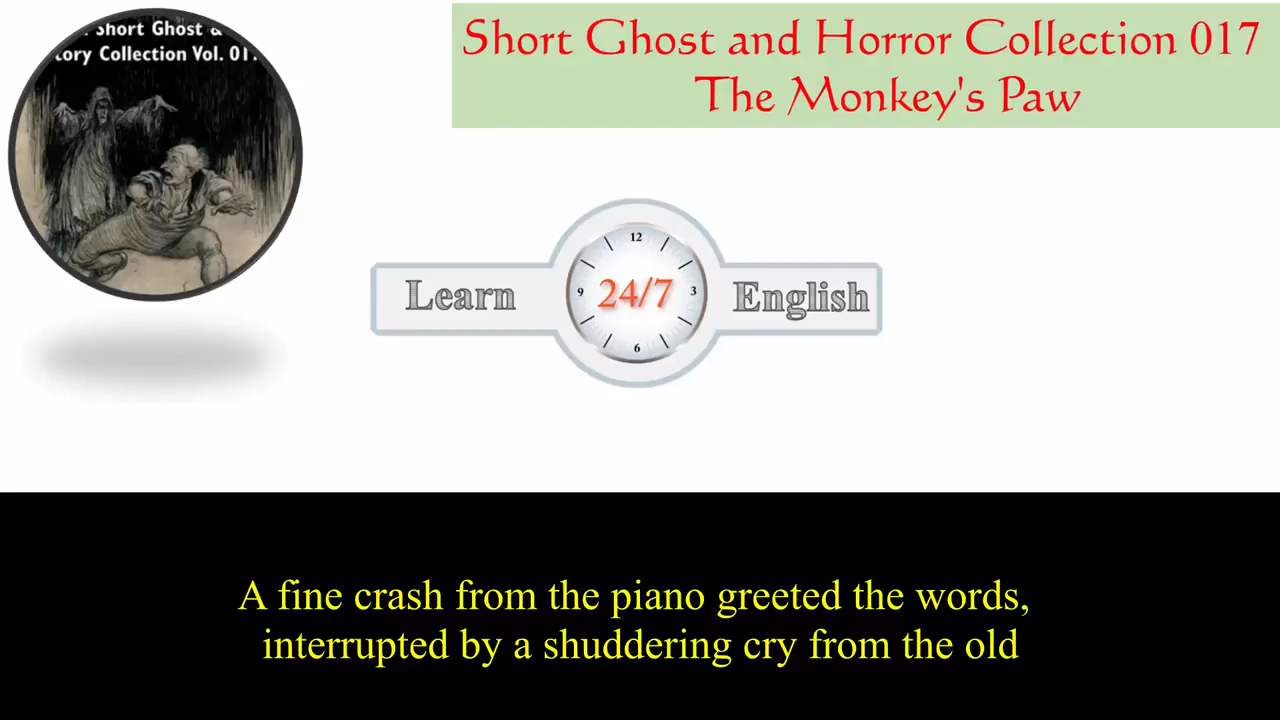 Short Ghost &
tory Collection Vol. 01.
Short Ghost and Horror Collection 017
The Monkey's Paw
12
Learn
9
24/7
3
English
6
A fine crash from the piano greeted the words,
interrupted by a shuddering cry from the old